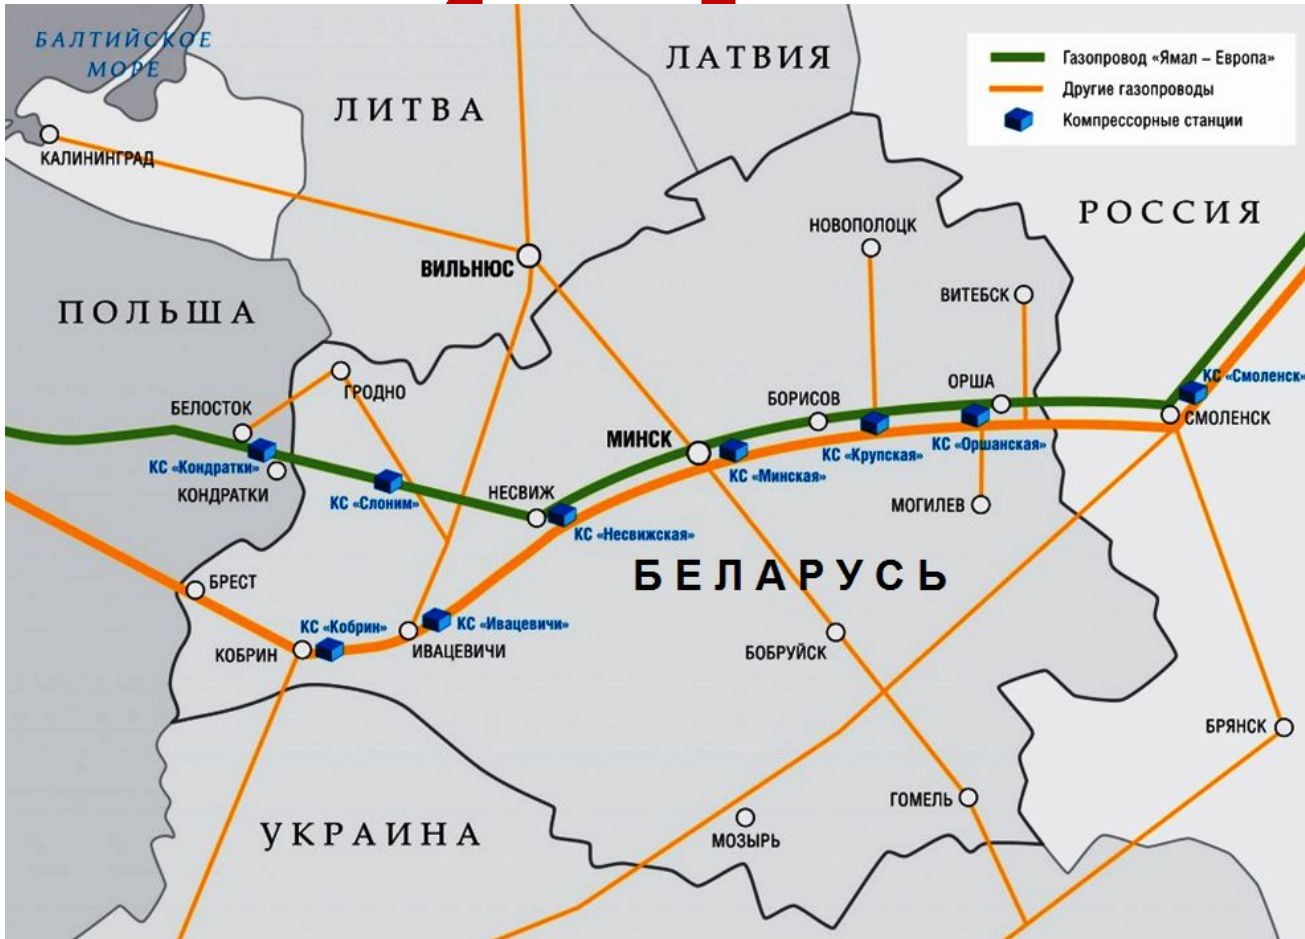 БАЛТИЙСКОЕ
МОРЕ
ЛИТВА
ЛАТВИЯ
Газопровод «Ямал – Европа»
Другие газопроводы
Компрессорные станции
КАЛИНИНГРАД
РОССИЯ
НОВОПОЛОЦК
ВИЛЬНЮС
ВИТЕБСК
ПОЛЬША
ГРОДНО
КС «Смоленск»
БЕЛОСТОК
БОРИСОВ
ОРША
СМОЛЕНСК
МИНСК
КС «Оршанская»
КС «Крупская»
КС «Кондратки»
КС «Минская»
КОНДРАТКИ
НЕСВИЖ
КС «Слоним»
МОГИЛЕВ
КС «Несвижская»
БЕЛАРУСЬ
БРЕСТ
КС «Кобрин»
КС «Ивацевичи»
КОБРИН
ИВАЦЕВИЧИ
БОБРУЙСК
БРЯНСК
ГОМЕЛЬ
УКРАИНА
МОЗЫРЬ